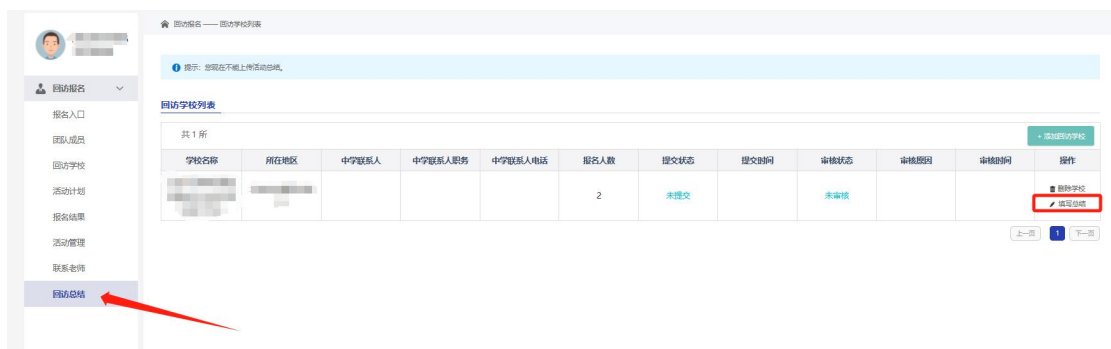 回访报名 —— 回访学校列表
提示：您现在不能上传活动总结。
回访报名
报名入口
团队成员
回访学校
活动计划
报名结果
活动管理
联系老师
回访总结
回访学校列表
共 1 所
+ 添加回访学校
学校名称 所在地区 中学联系人 中学联系人职务 中学联系人电话 报名人数 提交状态 提交时间 审核状态 审核原因 审核时间 操作
2 未提交 未审核
删除学校
填写总结
上一页 1 下一页